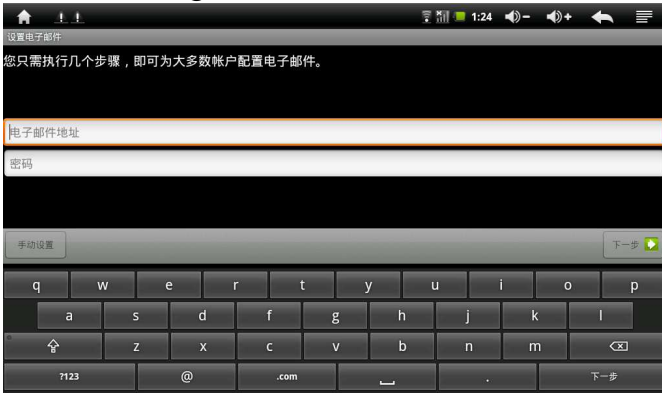 1:24
设置电子邮件
您只需执行几个步骤，即可为大多数帐户配置电子邮件。
电子邮件地址
密码
手动设置 下一步
q w e r t y u i o p
a s d f g h j k l
z x c v b n m
?123 @ .com . 下一步